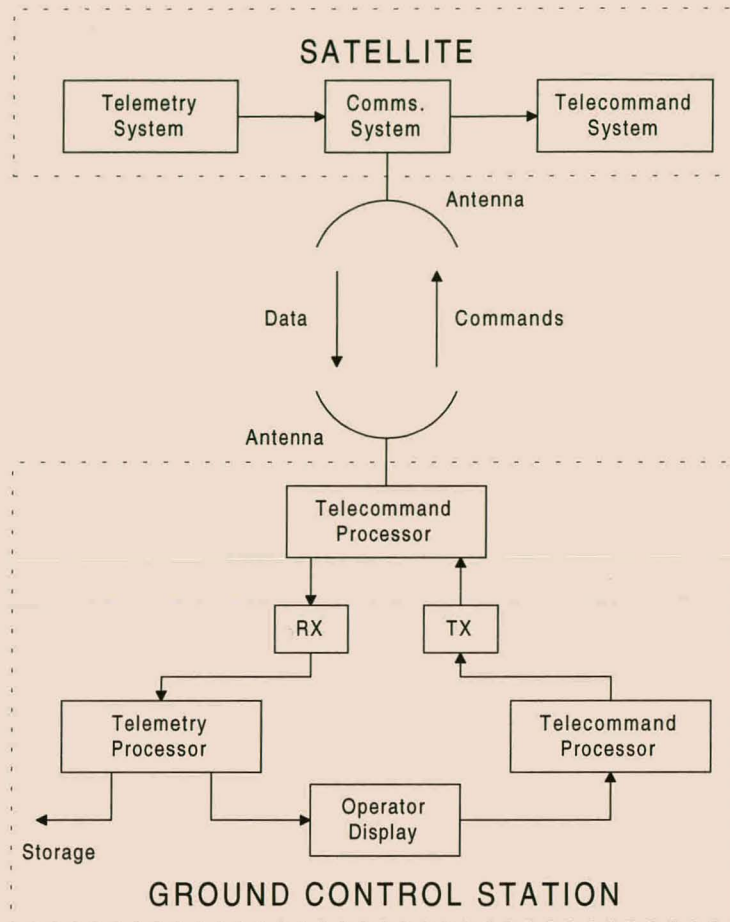 SATELLITE
Telemetry
System
Comms.
System
Telecommand
System
Antenna
Data
Commands
Antenna
Telecommand
Processor
RX
TX
Telemetry
Processor
Telecommand
Processor
Operator
Display
Storage
GROUND CONTROL STATION